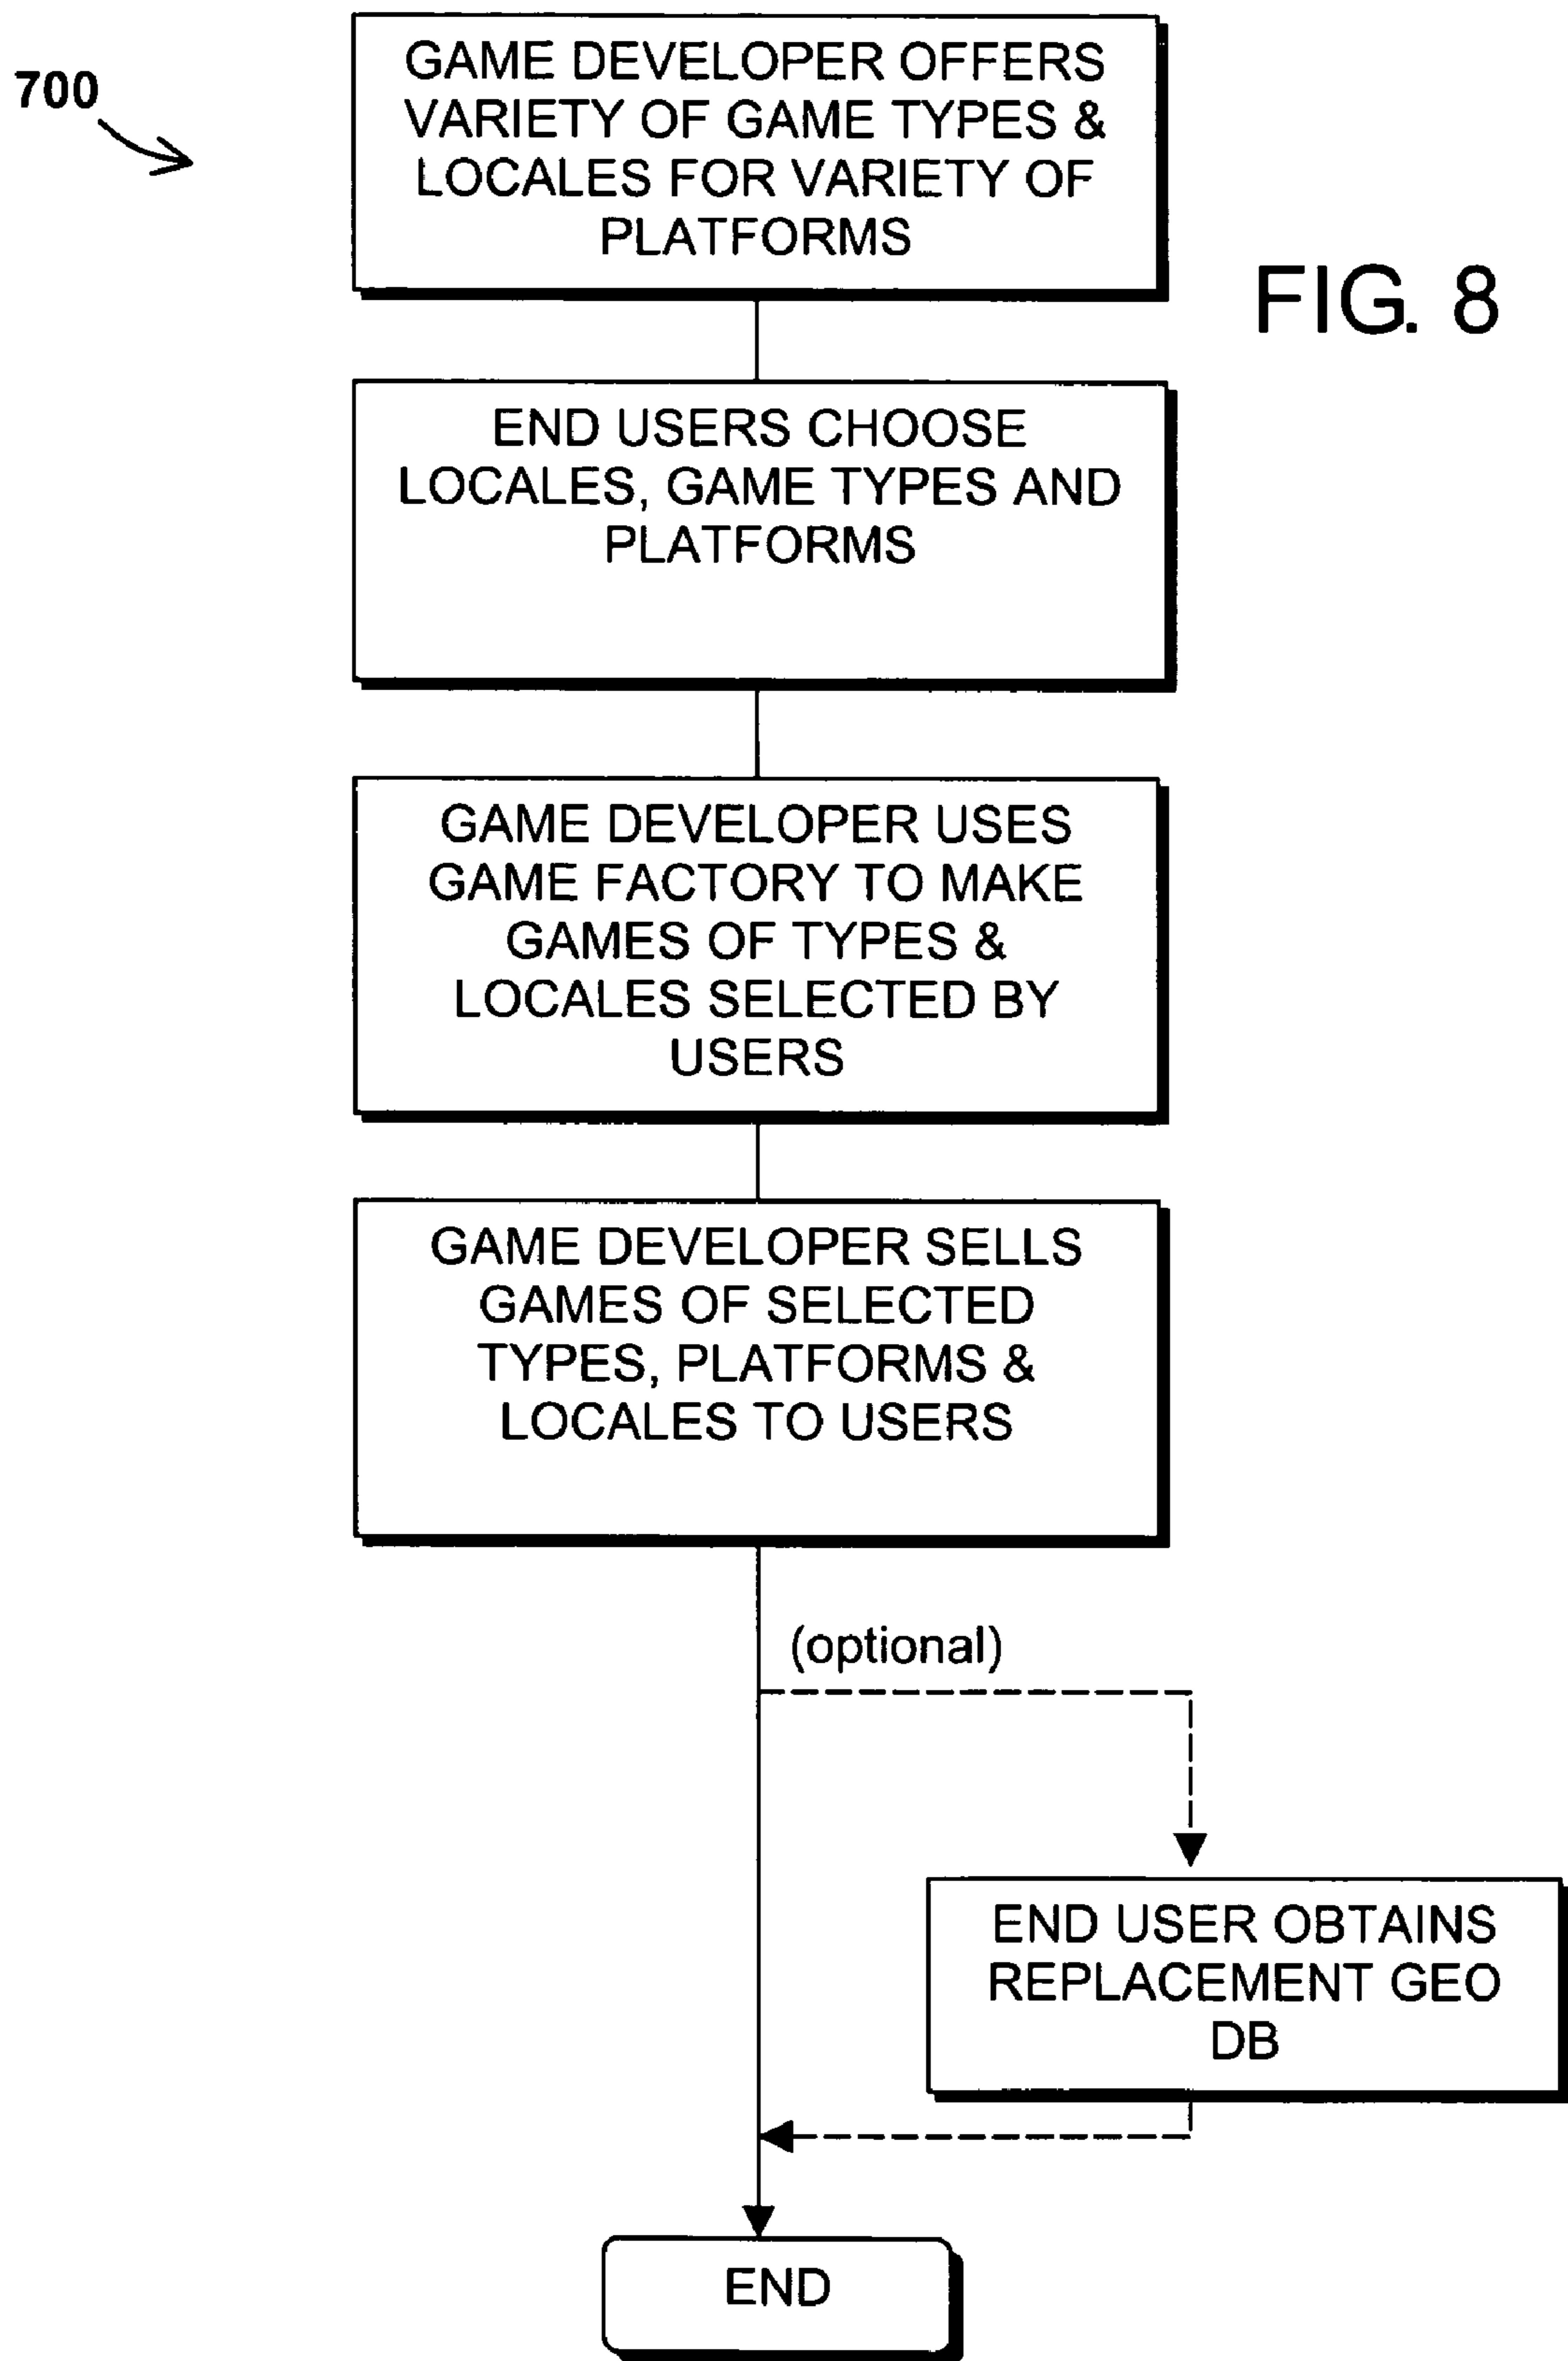 700
GAME DEVELOPER OFFERS
VARIETY OF GAME TYPES &
LOCALES FOR VARIETY OF
PLATFORMS
FIG. 8
END USERS CHOOSE
LOCALES, GAME TYPES AND
PLATFORMS
GAME DEVELOPER USES
GAME FACTORY TO MAKE
GAMES OF TYPES &
LOCALES SELECTED BY
USERS
GAME DEVELOPER SELLS
GAMES OF SELECTED
TYPES, PLATFORMS &
LOCALES TO USERS
(optional)
END USER OBTAINS
REPLACEMENT GEO
DB
END